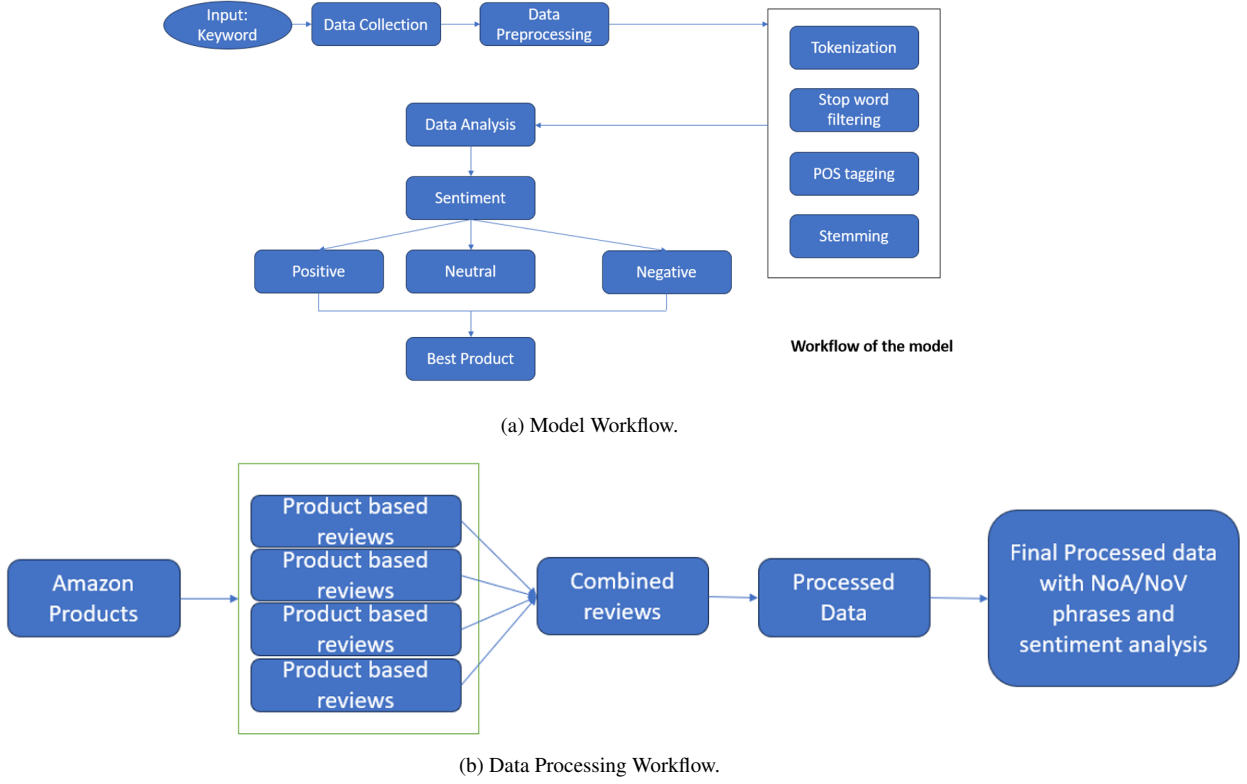 Input:
Keyword
Data Collection
Data
Preprocessing
Tokenization
Stop word
filtering
POS tagging
Stemming
Data Analysis
Sentiment
Positive
Neutral
Negative
Best Product
Workflow of the model
(a) Model Workflow.
Amazon
Products
Product based
reviews
Product based
reviews
Product based
reviews
Product based
reviews
Combined
reviews
Processed
Data
Final Processed data
with NoA/NoV
phrases and
sentiment analysis
(b) Data Processing Workflow.